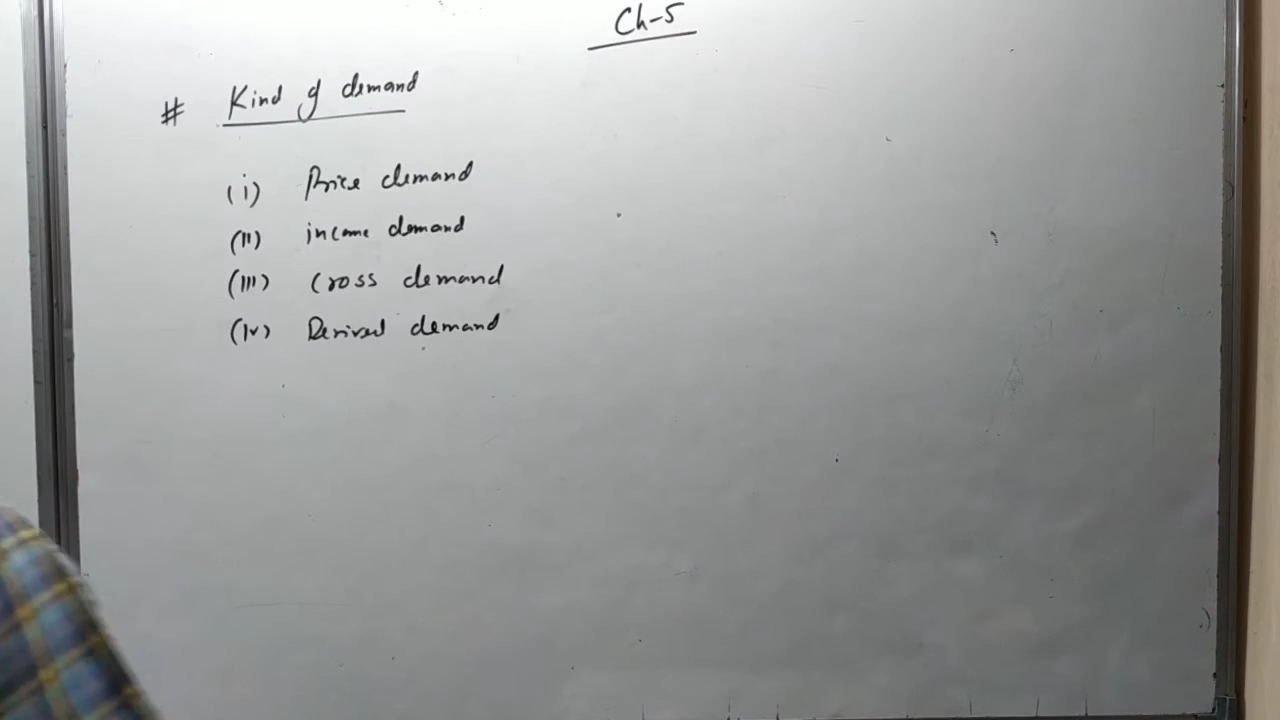 Ch-5
# Kind of demand
(i) Price demand
(II) income demand
(III) Cross demand
(IV) Derived demand